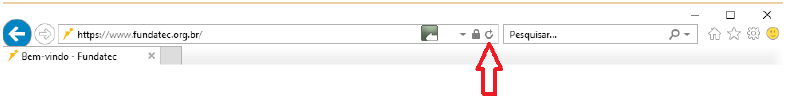 https://www.fundatec.org.br/
Pesquisar...
Bem-vindo - Fundatec